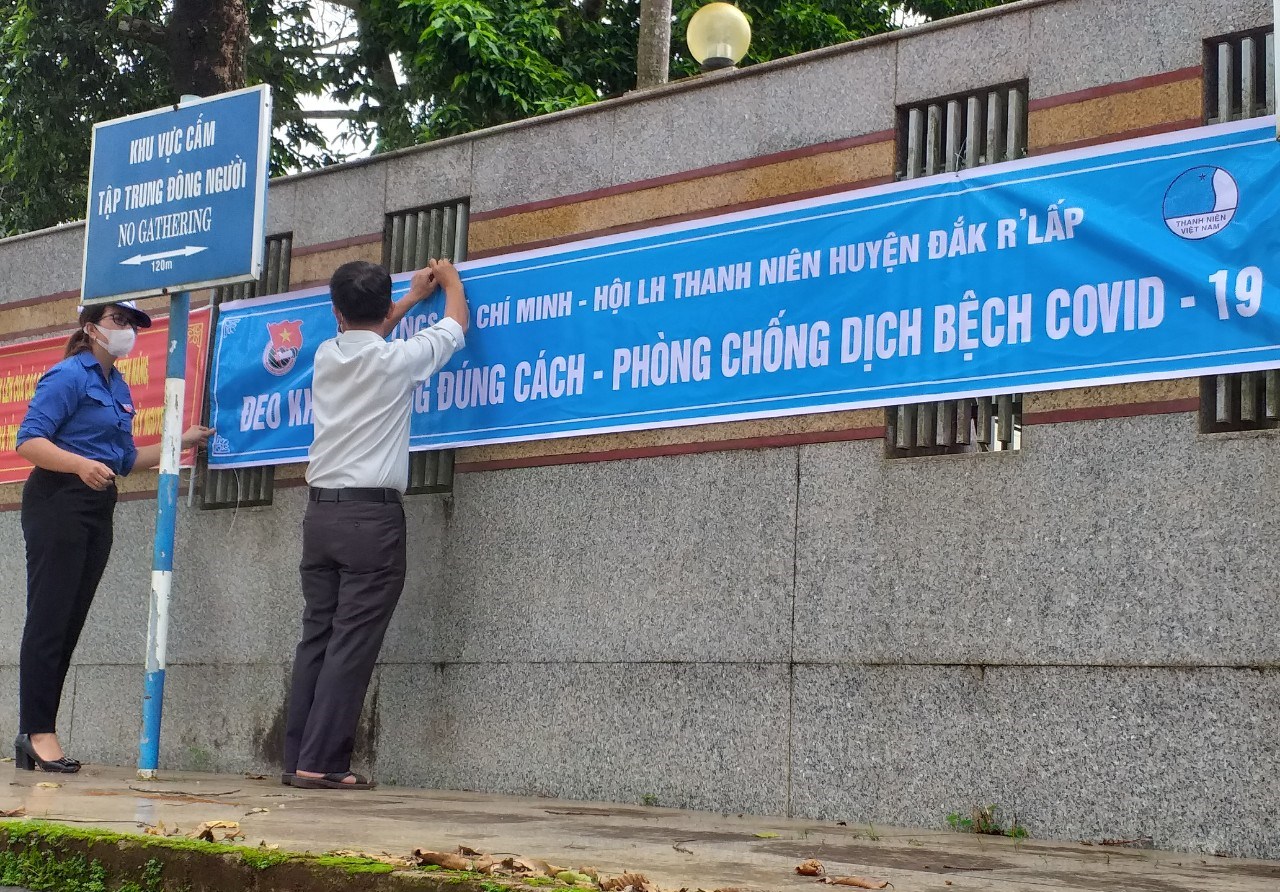 KHU VỰC CẤM
TẬP TRUNG ĐÔNG NGƯỜI
NO GATHERING
120m
CHÍ MINH - HỘI LH THANH NIÊN HUYỆN ĐẮK R'LẤP
ĐEO KH NG ĐÚNG CÁCH - PHÒNG CHỐNG DỊCH BỆCH COVID - 19
THANH NIÊN
VIỆT NAM